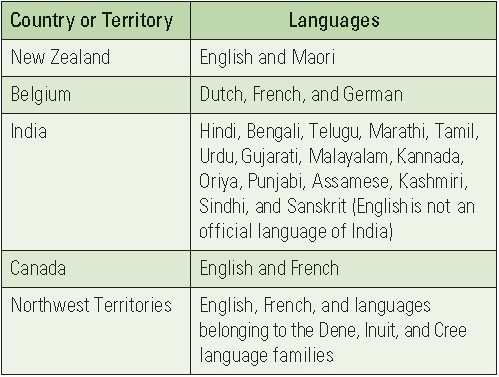 Country or Territory Languages
New Zealand English and Maori
Belgium Dutch, French, and German
India Hindi, Bengali, Telugu, Marathi, Tamil,
Urdu, Gujarati, Malayalam, Kannada,
Oriya, Punjabi, Assamese, Kashmiri,
Sindhi, and Sanskrit (English is not an
official language of India)
Canada English and French
Northwest Territories English, French, and languages
belonging to the Dene, Inuit, and Cree
language families